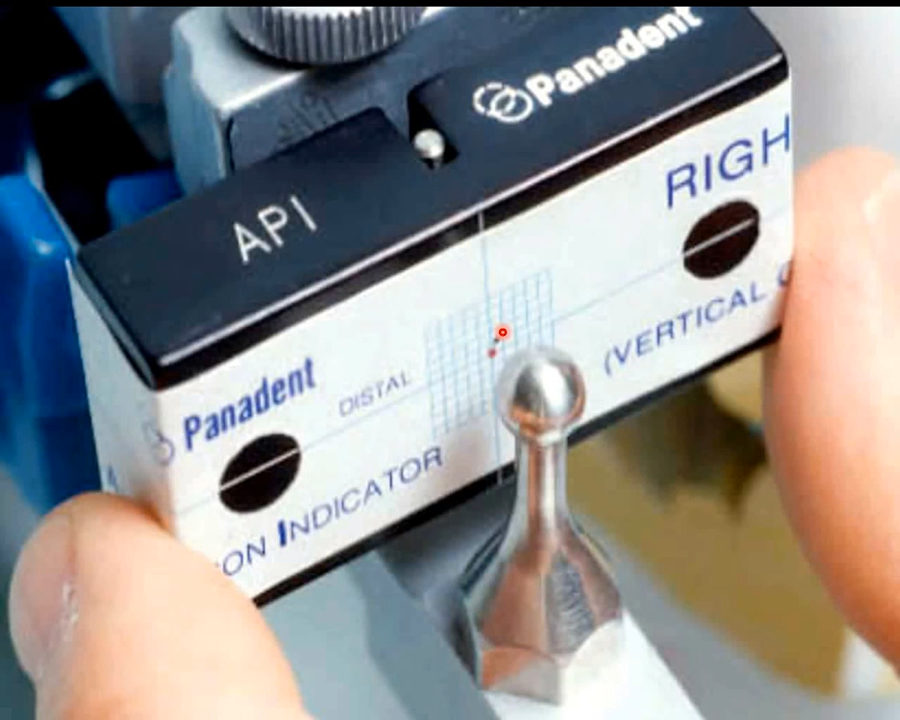 Panadent
API
RIGH
Panadent
DISTAL
(VERTICAL
ON INDICATOR